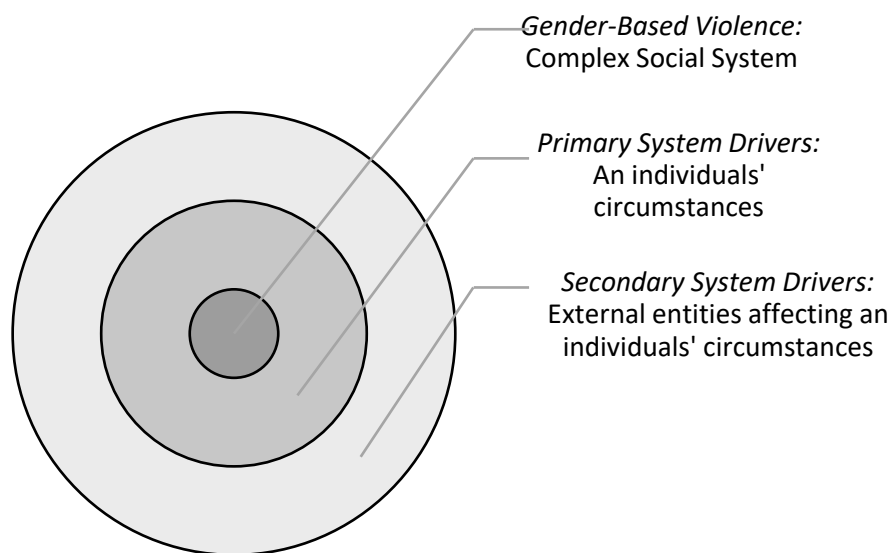 Gender-Based Violence:
Complex Social System
Primary System Drivers:
An individuals'
circumstances
Secondary System Drivers:
External entities affecting an
individuals' circumstances